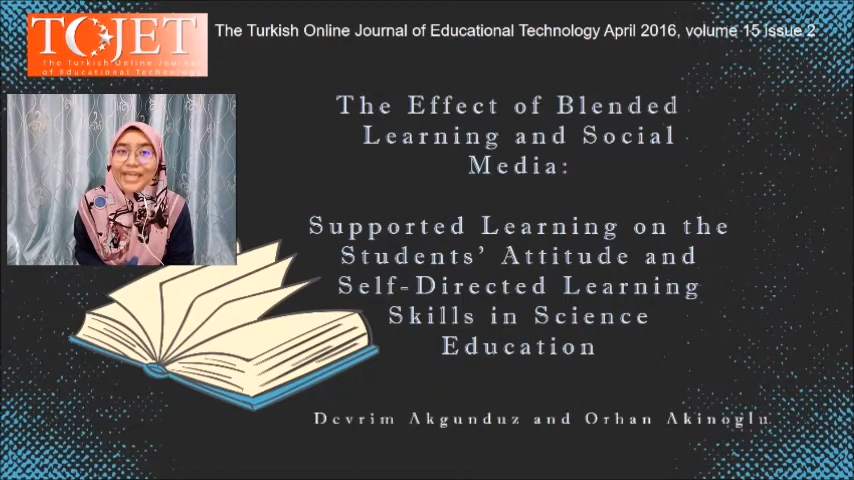 TOJET
The Turkish Online Journal
of Educational Technology
The Turkish Online Journal of Educational Technology April 2016, volume 15 issue 2
The Effect of Blended
Learning and Social
Media:
Supported Learning on the
Students’ Attitude and
Self-Directed Learning
Skills in Science
Education
Devrim Akgunduz and Orhan Akinoglu